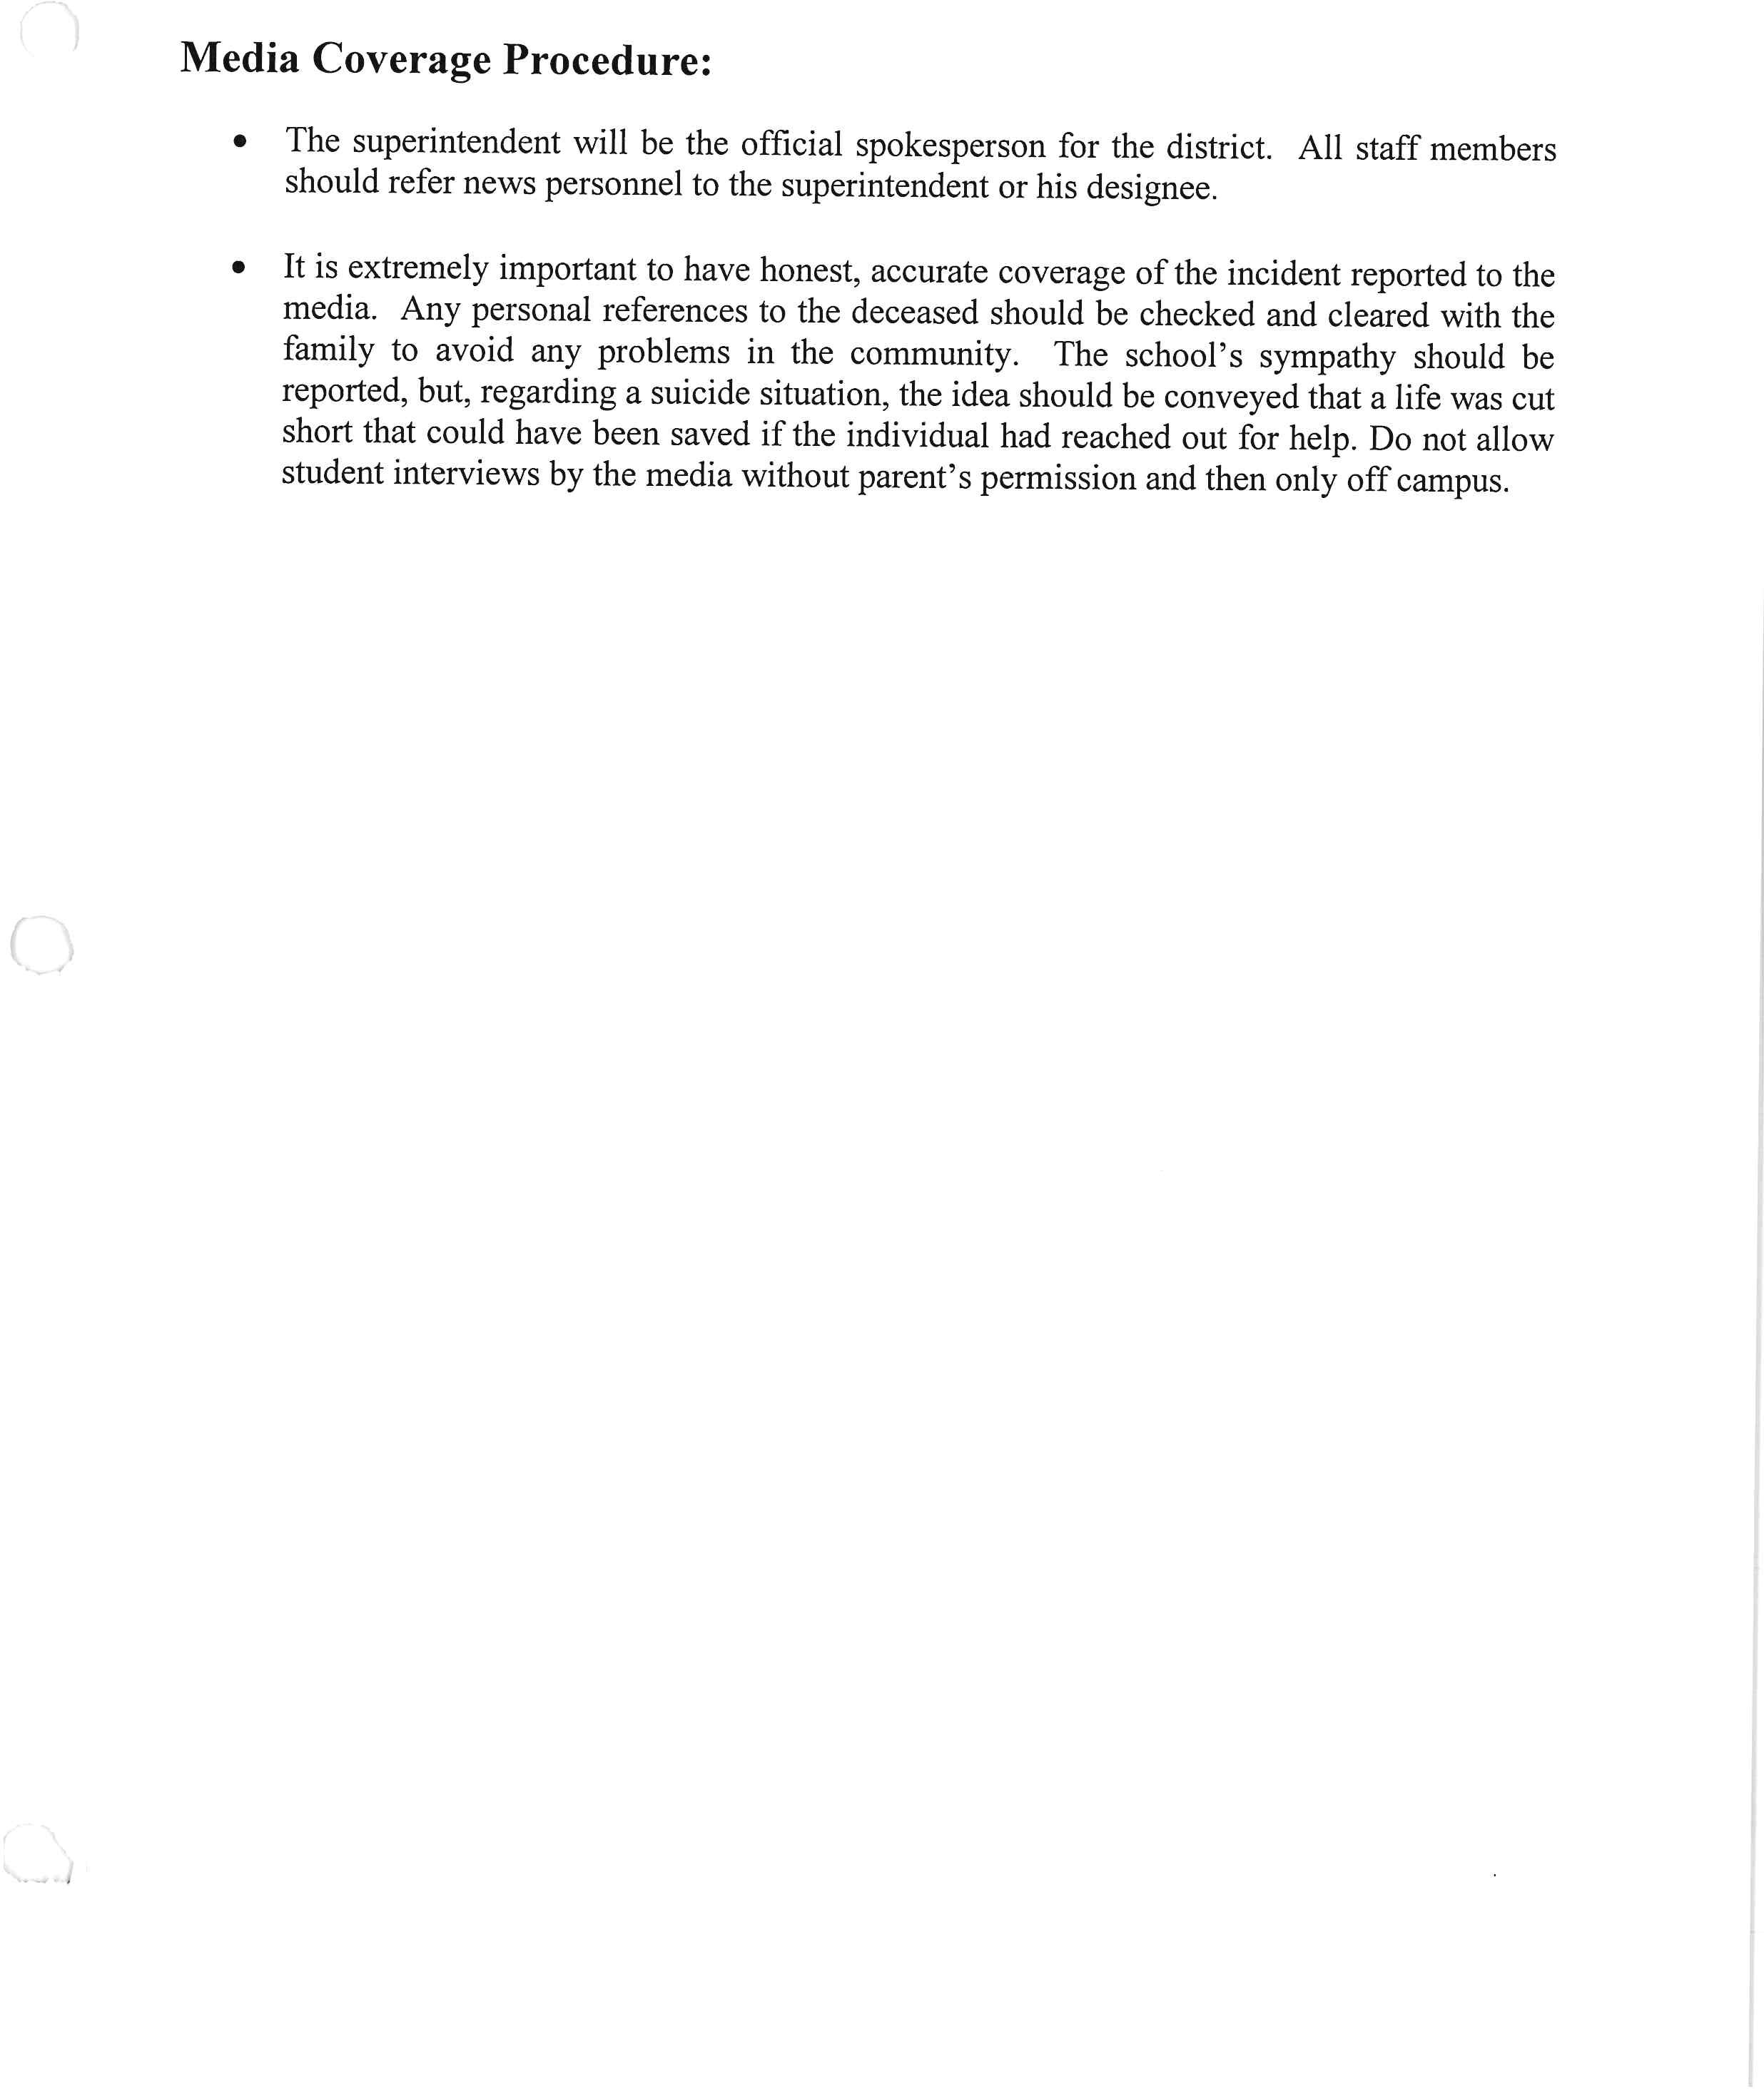 Media Coverage Procedure:
• The superintendent will be the official spokesperson for the district. All staff members
should refer news personnel to the superintendent or his designee.
• It is extremely important to have honest, accurate coverage of the incident reported to the
media. Any personal references to the deceased should be checked and cleared with the
family to avoid any problems in the community. The school's sympathy should be
reported, but, regarding a suicide situation, the idea should be conveyed that a life was cut
short that could have been saved if the individual had reached out for help. Do not allow
student interviews by the media without parent's permission and then only off campus.